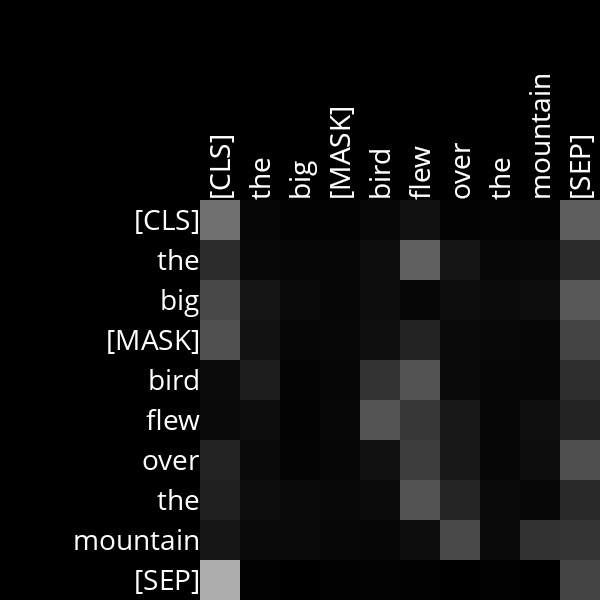 [CLS] the big [MASK] bird flew over the mountain [SEP]
[CLS]
the
big
[MASK]
bird
flew
over
the
mountain
[SEP]